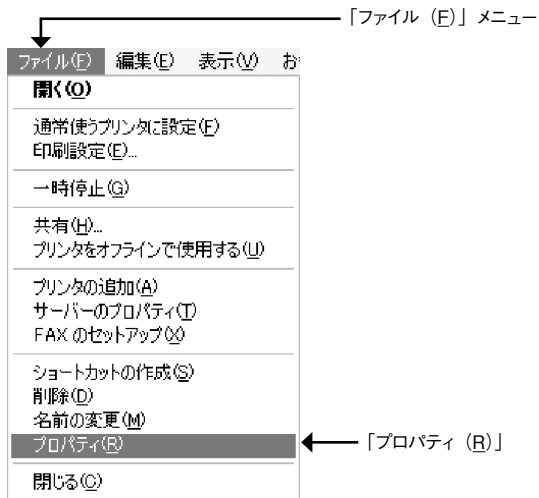 「ファイル（F）」メニュー
ファイル(F) 編集(E) 表示(V) お
開く(O)
通常使うプリンタに設定(F)
印刷設定(E)...
一時停止(G)
共有(H)...
プリンタをオフラインで使用する(U)
プリンタの追加(A)
サーバーのプロパティ(T)
FAX のセットアップ(X)
ショートカットの作成(S)
削除(D)
名前の変更(M)
プロパティ(R) 「プロパティ（R）」
閉じる(C)